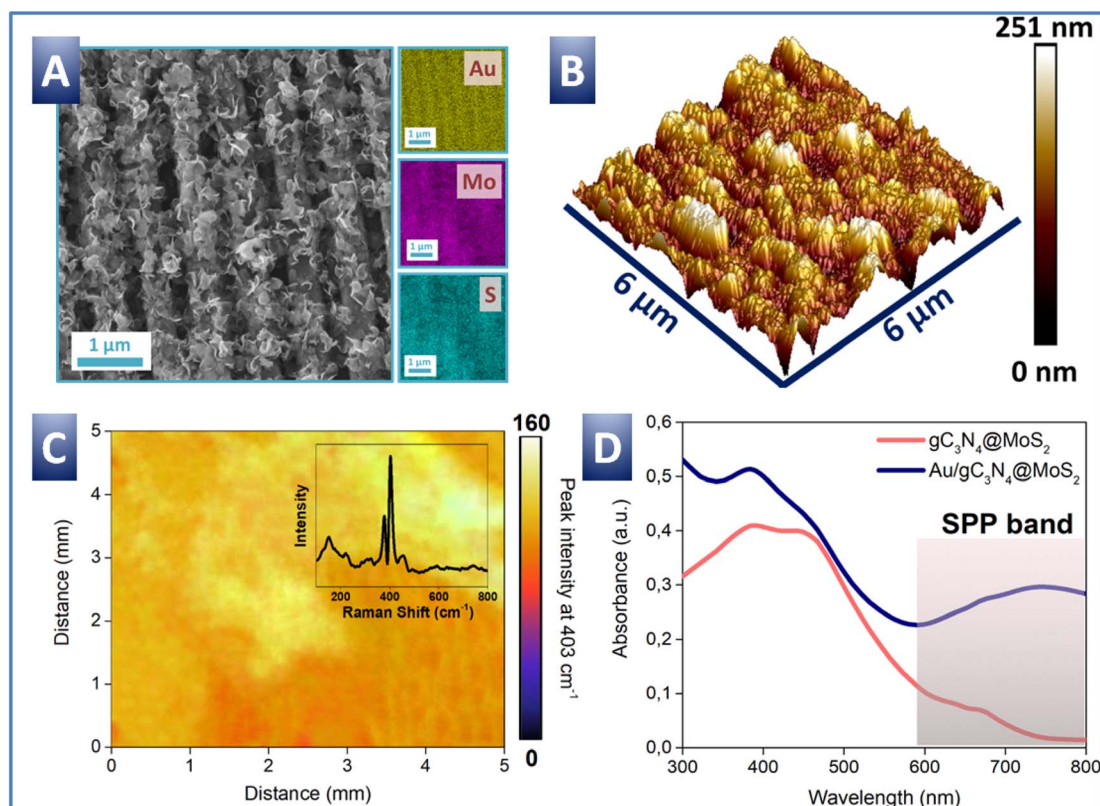 A
1 µm
Au
1 µm
Mo
1 µm
S
1 µm
B
6 µm
6 µm
251 nm
0 nm
C
5
4
3
2
1
0
Distance (mm)
0 1 2 3 4 5
Distance (mm)
Intensity
200 400 600 800
Raman Shift (cm⁻¹)
160
0
Peak intensity at 403 cm⁻¹
D
0,6
0,5
0,4
0,3
0,2
0,1
0,0
Absorbance (a.u.)
gC₃N₄@MoS₂
Au/gC₃N₄@MoS₂
SPP band
300 400 500 600 700 800
Wavelength (nm)